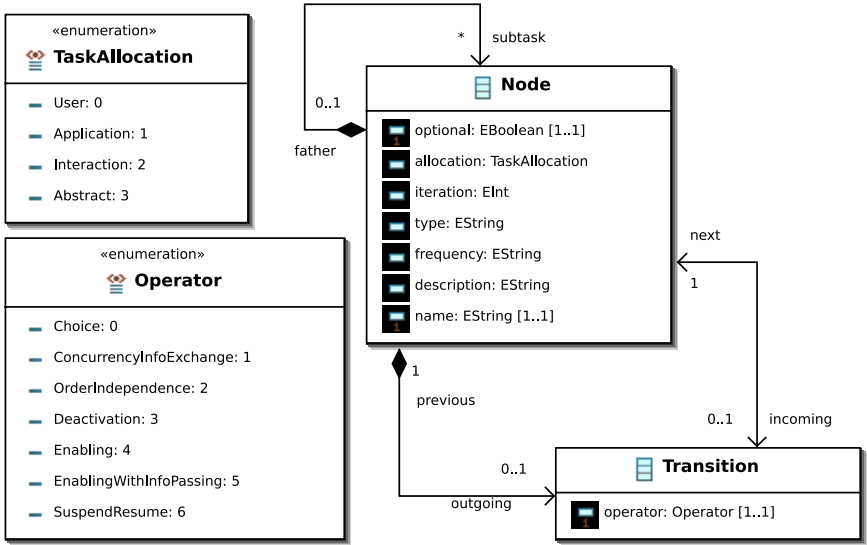 «enumeration»
TaskAllocation
User: 0
Application: 1
Interaction: 2
Abstract: 3
«enumeration»
Operator
Choice: 0
ConcurrencyInfoExchange: 1
OrderIndependence: 2
Deactivation: 3
Enabling: 4
EnablingWithInfoPassing: 5
SuspendResume: 6
* subtask
0..1
father
Node
1
optional: EBoolean [1..1]
allocation: TaskAllocation
iteration: EInt
type: EString
frequency: EString
description: EString
1
name: EString [1..1]
next
1
1
previous
0..1 incoming
0..1
outgoing
Transition
1
operator: Operator [1..1]